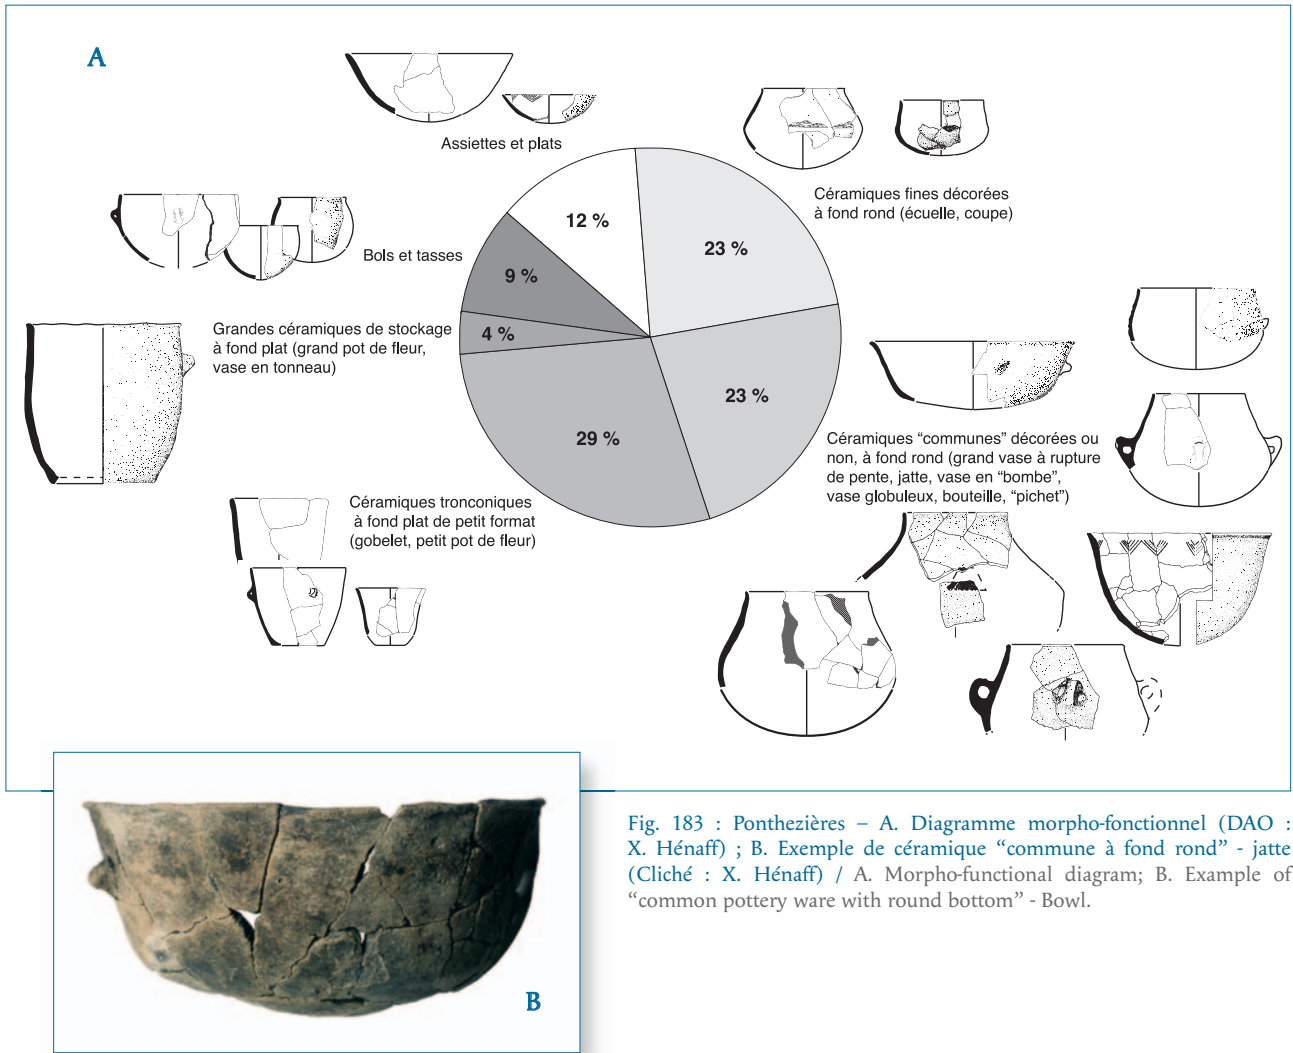 A
Assiettes et plats
Céramiques fines décorées
à fond rond (écuelle, coupe)
12 %
23 %
Bols et tasses
9 %
Grandes céramiques de stockage
à fond plat (grand pot de fleur,
vase en tonneau)
4 %
23 %
29 %
Céramiques “communes” décorées ou
non, à fond rond (grand vase à rupture
de pente, jatte, vase en “bombe”,
vase globuleux, bouteille, “pichet”)
Céramiques tronconiques
à fond plat de petit format
(gobelet, petit pot de fleur)
B
Fig. 183 : Ponthezières – A. Diagramme morpho-fonctionnel (DAO :
X. Hénaff) ; B. Exemple de céramique “commune à fond rond” - jatte
(Cliché : X. Hénaff) / A. Morpho-functional diagram; B. Example of
“common pottery ware with round bottom” - Bowl.